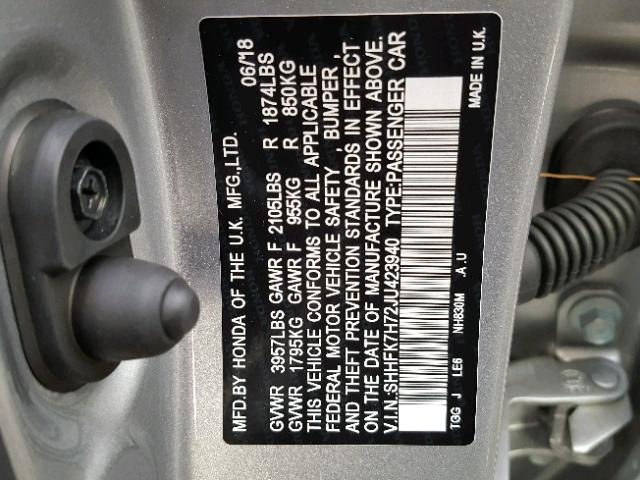 MFD.BY HONDA OF THE U.K. MFG.,LTD. 06/18
GVWR 3957LBS GAWR F 2105LBS R 1874LBS
GVWR 1795KG GAWR F 955KG R 850KG
THIS VEHICLE CONFORMS TO ALL APPLICABLE
FEDERAL MOTOR VEHICLE SAFETY , BUMPER ,
AND THEFT PREVENTION STANDARDS IN EFFECT
ON THE DATE OF MANUFACTURE SHOWN ABOVE.
V.I.N.:SHHFK7H72JU423940 TYPE:PASSENGER CAR
TGG J LE6 NH830M .A.U MADE IN U.K.